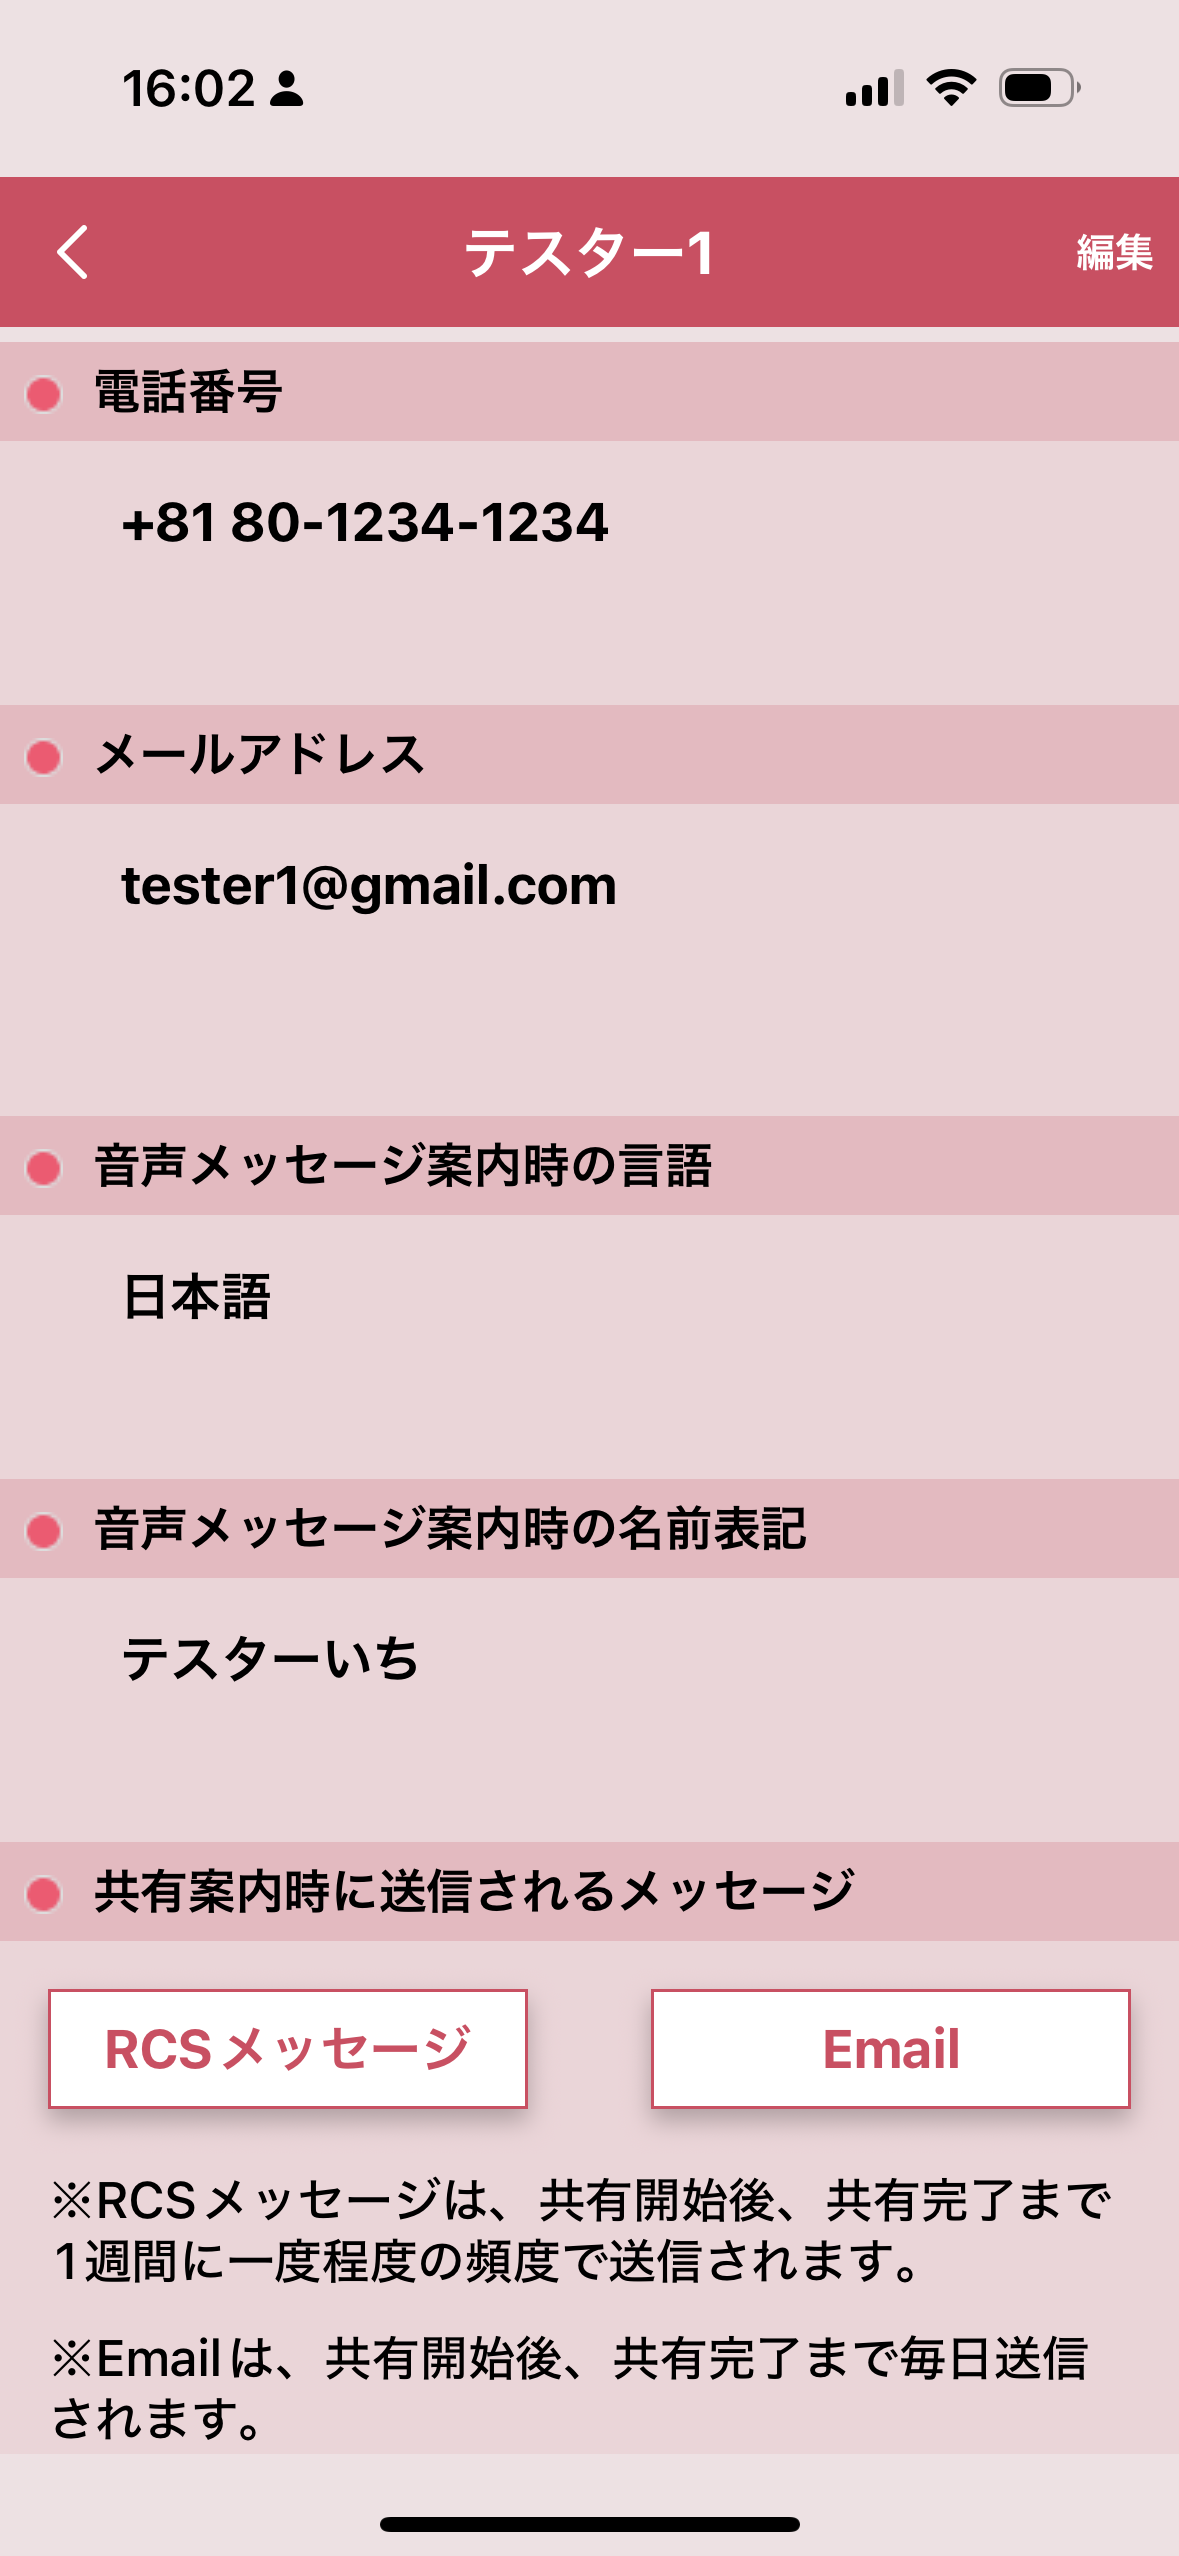 16:02
テスター1
編集
電話番号
+81 80-1234-1234
メールアドレス
tester1@gmail.com
音声メッセージ案内時の言語
日本語
音声メッセージ案内時の名前表記
テスターいち
共有案内時に送信されるメッセージ
RCSメッセージ
Email
※RCSメッセージは、共有開始後、共有完了まで
1週間に一度程度の頻度で送信されます。
※Emailは、共有開始後、共有完了まで毎日送信
されます。